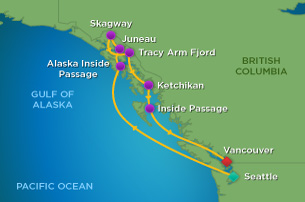 Skagway
Juneau
Tracy Arm Fjord
Alaska Inside
Passage
BRITISH
COLUMBIA
Ketchikan
GULF OF
ALASKA
Inside Passage
Vancouver
Seattle
PACIFIC OCEAN